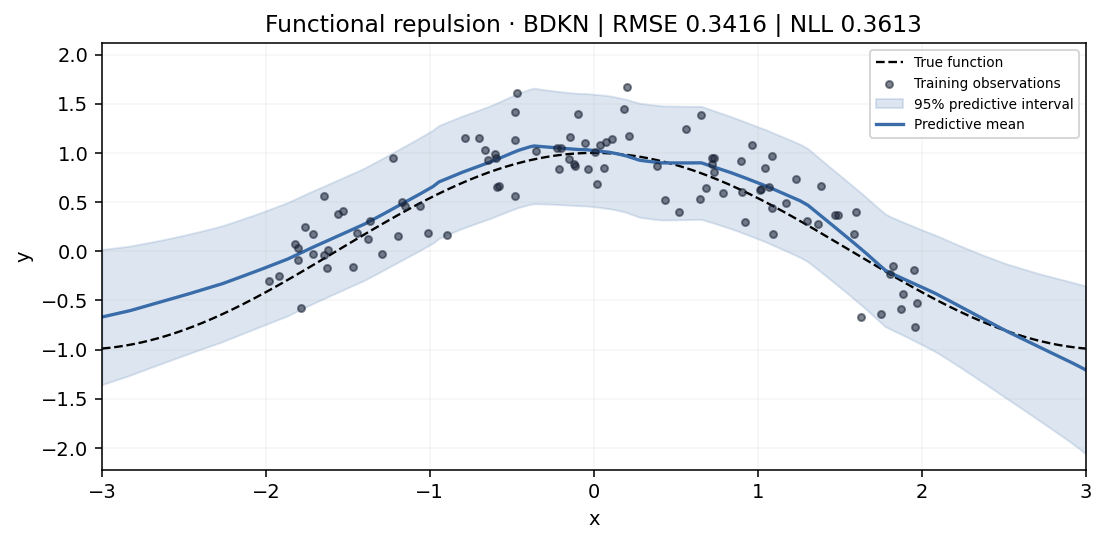 Functional repulsion · BDKN | RMSE 0.3416 | NLL 0.3613
True function
Training observations
95% predictive interval
Predictive mean
y
2.0
1.5
1.0
0.5
0.0
−0.5
−1.0
−1.5
−2.0
−3 −2 −1 0 1 2 3
x